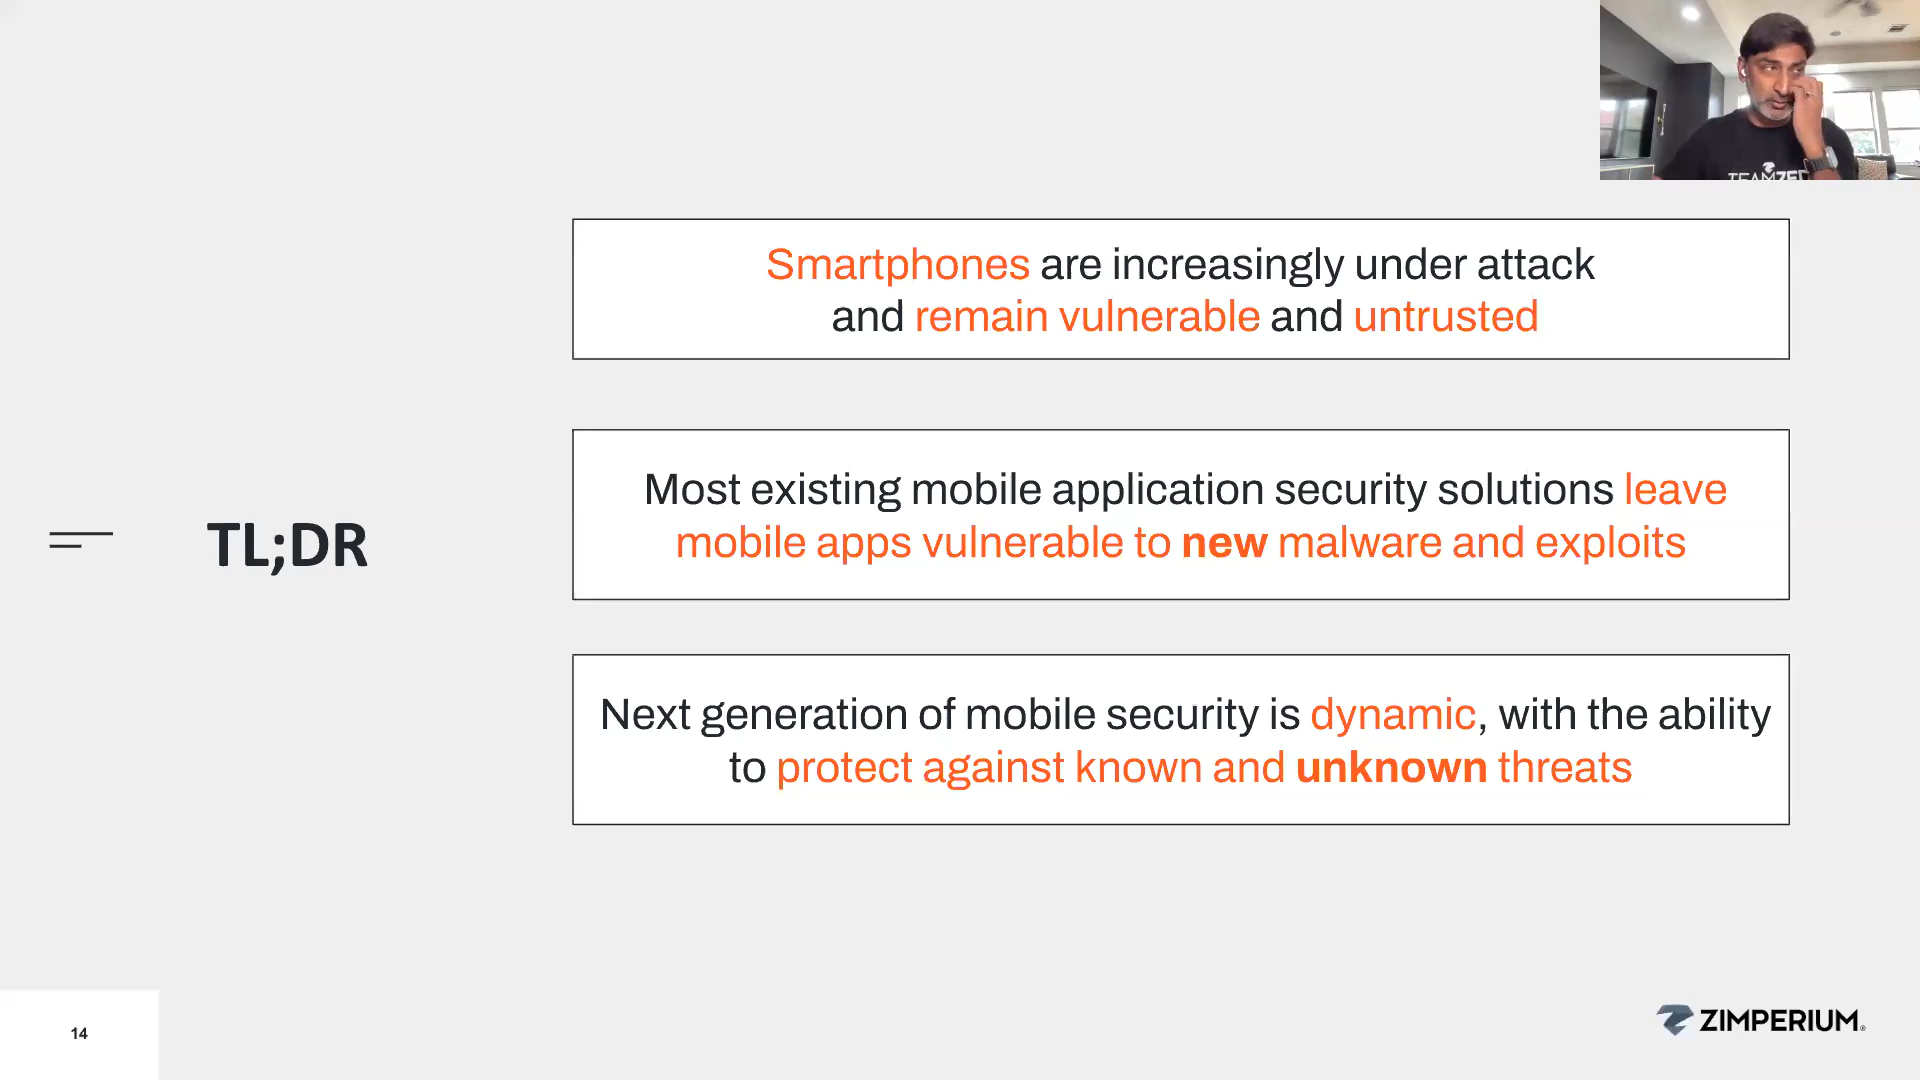 Smartphones are increasingly under attack
and remain vulnerable and untrusted
Most existing mobile application security solutions leave
mobile apps vulnerable to new malware and exploits
TL;DR
Next generation of mobile security is dynamic, with the ability
to protect against known and unknown threats
14
ZIMPERIUM